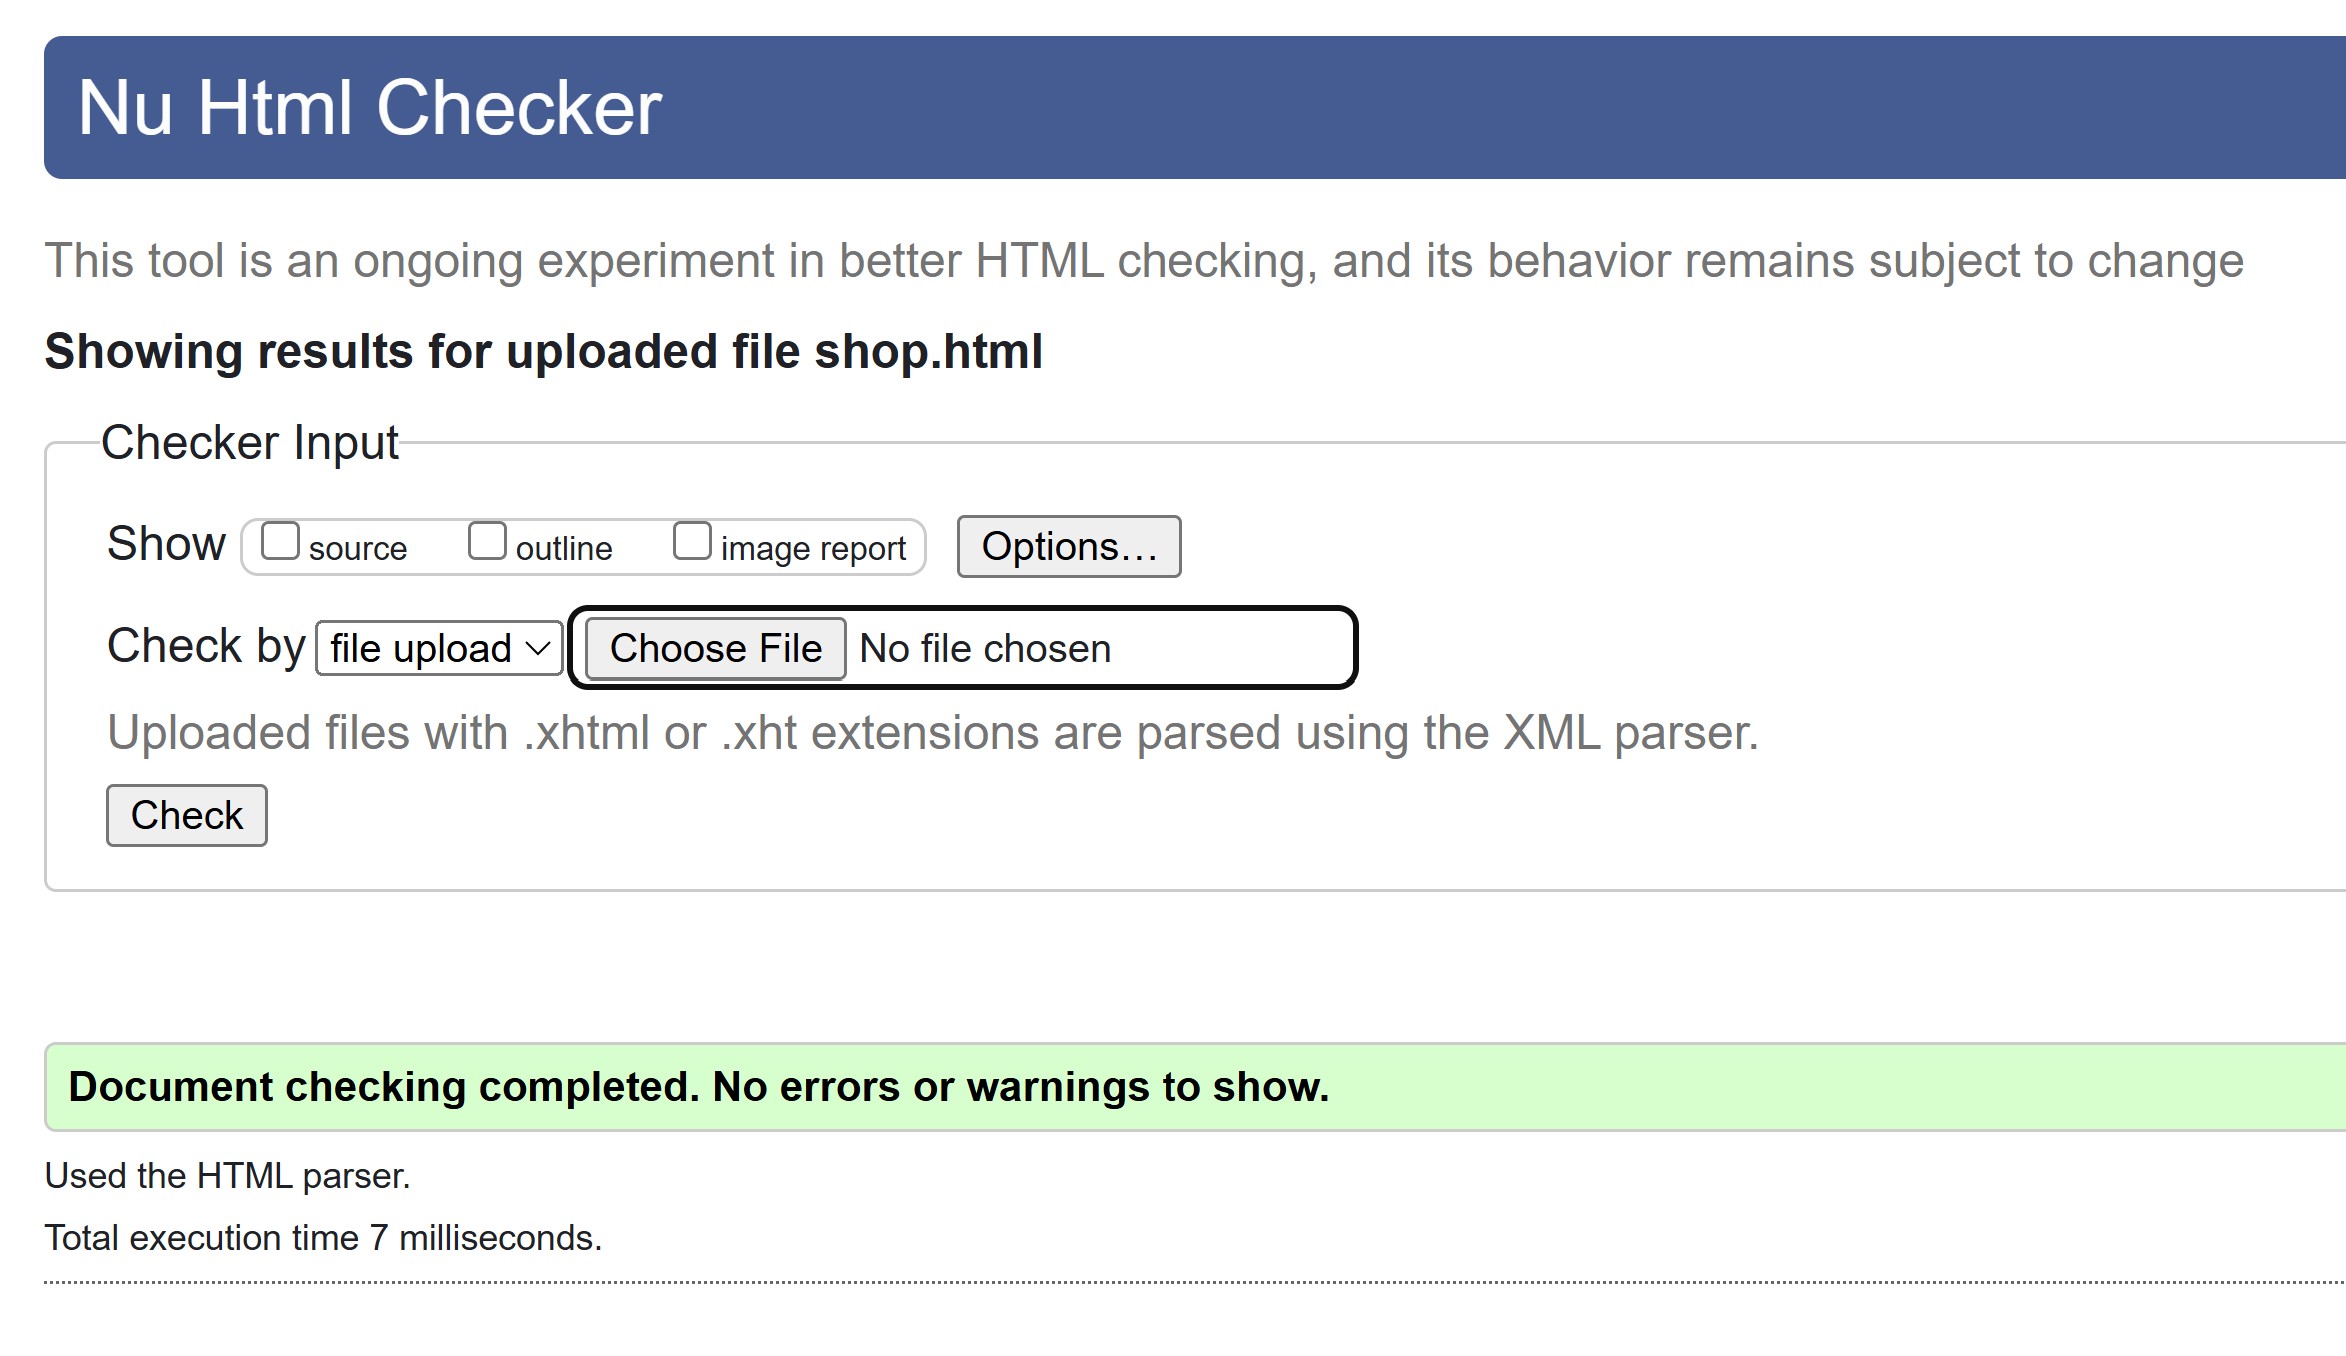 Nu Html Checker
This tool is an ongoing experiment in better HTML checking, and its behavior remains subject to change
Showing results for uploaded file shop.html
Checker Input
Show source outline image report Options…
Check by file upload Choose File No file chosen
Uploaded files with .xhtml or .xht extensions are parsed using the XML parser.
Check
Document checking completed. No errors or warnings to show.
Used the HTML parser.
Total execution time 7 milliseconds.